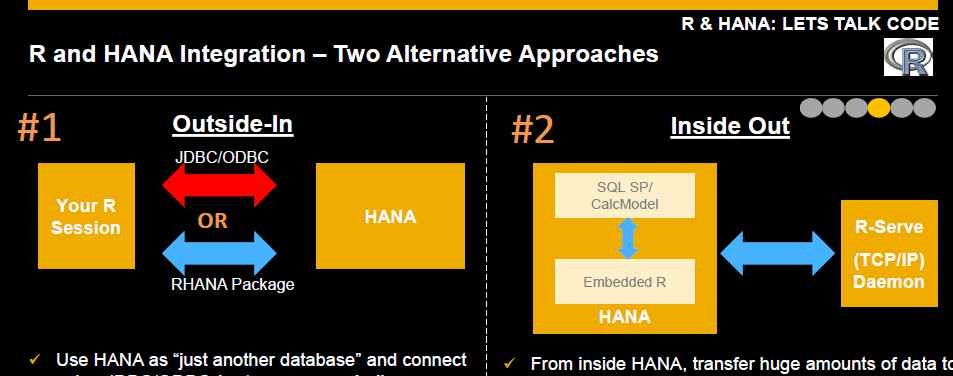 R & HANA: LETS TALK CODE
R and HANA Integration – Two Alternative Approaches
R
#1
Outside-In
JDBC/ODBC
Your R
Session
OR
HANA
RHANA Package
Use HANA as “just another database” and connect
#2
Inside Out
SQL SP/
CalcModel
Embedded R
HANA
R-Serve
(TCP/IP)
Daemon
From inside HANA, transfer huge amounts of data to